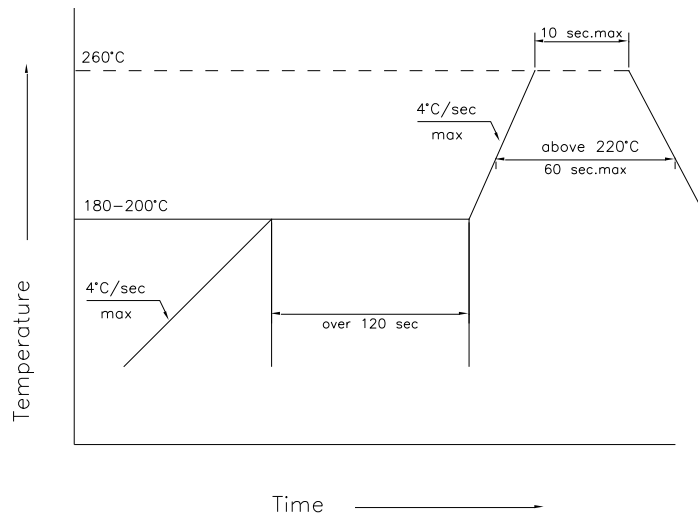 10 sec.max
260°C
4°C/sec
max
above 220°C
60 sec.max
180-200°C
4°C/sec
max
over 120 sec
Temperature
Time